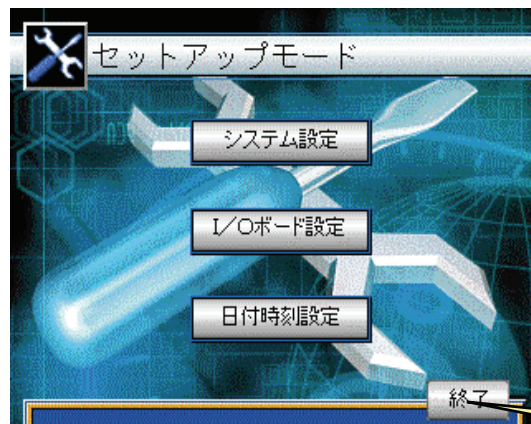 セットアップモード
システム設定
I/Oボード設定
日付時刻設定
終了